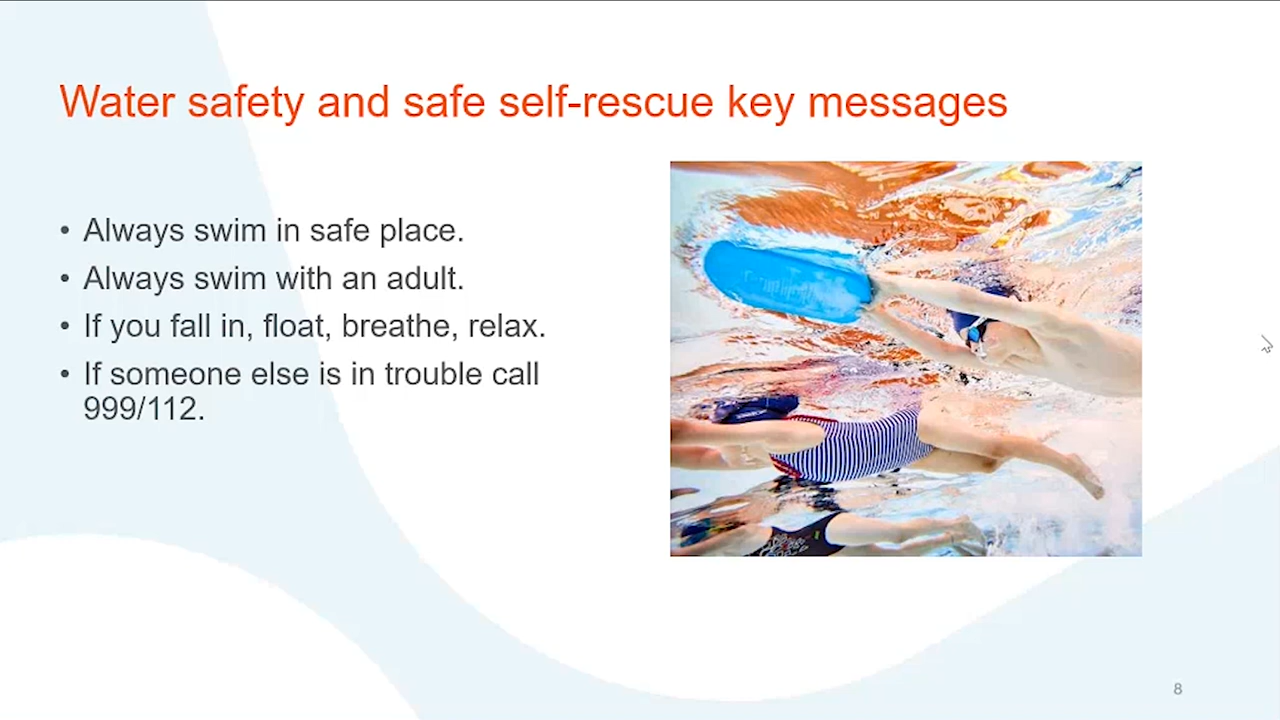 Water safety and safe self-rescue key messages
• Always swim in safe place.
• Always swim with an adult.
• If you fall in, float, breathe, relax.
• If someone else is in trouble call
999/112.
8